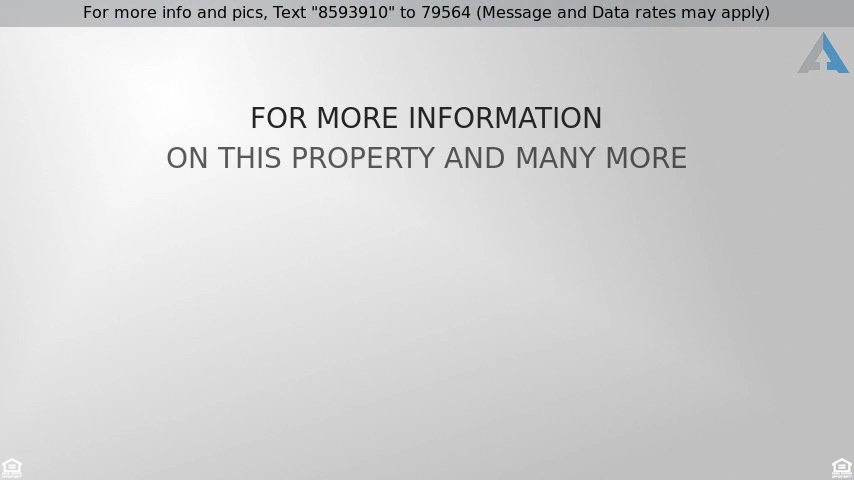 For more info and pics, Text "8593910" to 79564 (Message and Data rates may apply)
FOR MORE INFORMATION
ON THIS PROPERTY AND MANY MORE